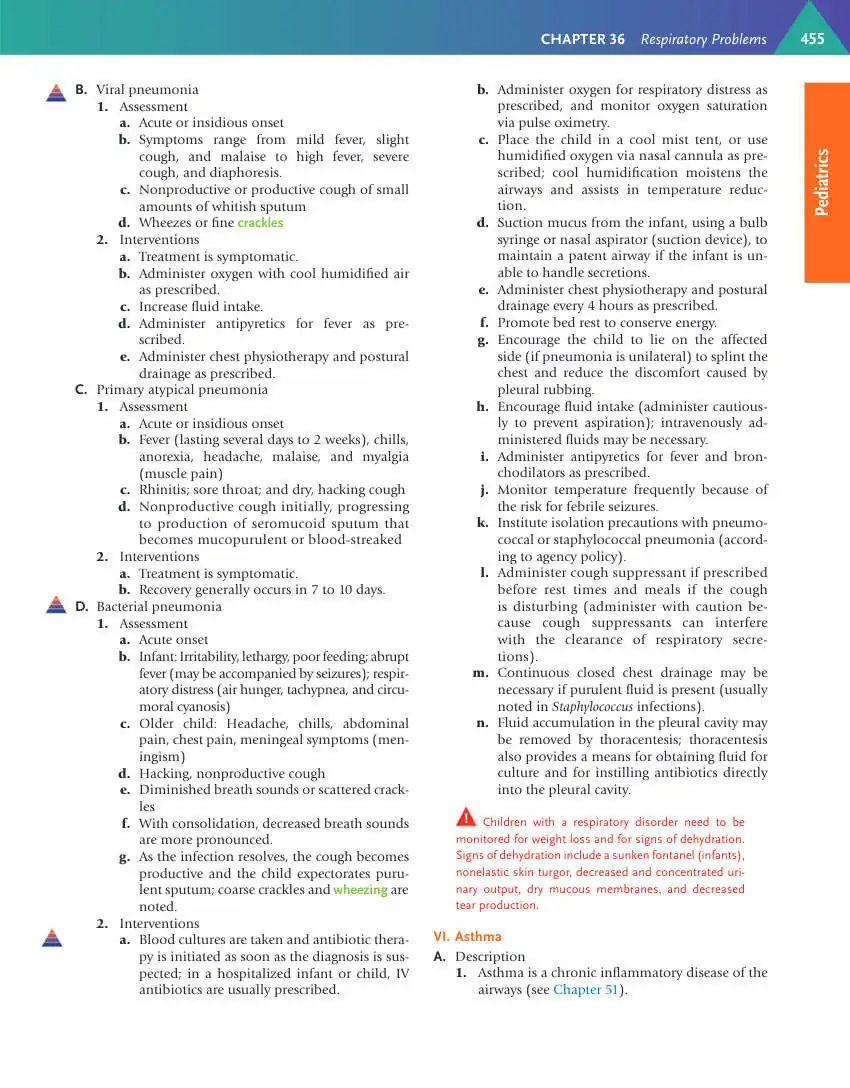 CHAPTER 36 Respiratory Problems 455
B. Viral pneumonia
1. Assessment
a. Acute or insidious onset
b. Symptoms range from mild fever, slight
cough, and malaise to high fever, severe
cough, and diaphoresis.
c. Nonproductive or productive cough of small
amounts of whitish sputum
d. Wheezes or fine crackles
2. Interventions
a. Treatment is symptomatic.
b. Administer oxygen with cool humidified air
as prescribed.
c. Increase fluid intake.
d. Administer antipyretics for fever as pre-
scribed.
e. Administer chest physiotherapy and postural
drainage as prescribed.
C. Primary atypical pneumonia
1. Assessment
a. Acute or insidious onset
b. Fever (lasting several days to 2 weeks), chills,
anorexia, headache, malaise, and myalgia
(muscle pain)
c. Rhinitis; sore throat; and dry, hacking cough
d. Nonproductive cough initially, progressing
to production of seromucoid sputum that
becomes mucopurulent or blood-streaked
2. Interventions
a. Treatment is symptomatic.
b. Recovery generally occurs in 7 to 10 days.
D. Bacterial pneumonia
1. Assessment
a. Acute onset
b. Infant: Irritability, lethargy, poor feeding; abrupt
fever (may be accompanied by seizures); respir-
atory distress (air hunger, tachypnea, and circu-
moral cyanosis)
c. Older child: Headache, chills, abdominal
pain, chest pain, meningeal symptoms (men-
ingism)
d. Hacking, nonproductive cough
e. Diminished breath sounds or scattered crack-
les
f. With consolidation, decreased breath sounds
are more pronounced.
g. As the infection resolves, the cough becomes
productive and the child expectorates puru-
lent sputum; coarse crackles and wheezing are
noted.
2. Interventions
a. Blood cultures are taken and antibiotic thera-
py is initiated as soon as the diagnosis is sus-
pected; in a hospitalized infant or child, IV
antibiotics are usually prescribed.
b. Administer oxygen for respiratory distress as
prescribed, and monitor oxygen saturation
via pulse oximetry.
c. Place the child in a cool mist tent, or use
humidified oxygen via nasal cannula as pre-
scribed; cool humidification moistens the
airways and assists in temperature reduc-
tion.
d. Suction mucus from the infant, using a bulb
syringe or nasal aspirator (suction device), to
maintain a patent airway if the infant is un-
able to handle secretions.
e. Administer chest physiotherapy and postural
drainage every 4 hours as prescribed.
f. Promote bed rest to conserve energy.
g. Encourage the child to lie on the affected
side (if pneumonia is unilateral) to splint the
chest and reduce the discomfort caused by
pleural rubbing.
h. Encourage fluid intake (administer cautious-
ly to prevent aspiration); intravenously ad-
ministered fluids may be necessary.
i. Administer antipyretics for fever and bron-
chodilators as prescribed.
j. Monitor temperature frequently because of
the risk for febrile seizures.
k. Institute isolation precautions with pneumo-
coccal or staphylococcal pneumonia (accord-
ing to agency policy).
l. Administer cough suppressant if prescribed
before rest times and meals if the cough
is disturbing (administer with caution be-
cause cough suppressants can interfere
with the clearance of respiratory secre-
tions).
m. Continuous closed chest drainage may be
necessary if purulent fluid is present (usually
noted in Staphylococcus infections).
n. Fluid accumulation in the pleural cavity may
be removed by thoracentesis; thoracentesis
also provides a means for obtaining fluid for
culture and for instilling antibiotics directly
into the pleural cavity.
! Children with a respiratory disorder need to be
monitored for weight loss and for signs of dehydration.
Signs of dehydration include a sunken fontanel (infants),
nonelastic skin turgor, decreased and concentrated uri-
nary output, dry mucous membranes, and decreased
tear production.
VI. Asthma
A. Description
1. Asthma is a chronic inflammatory disease of the
airways (see Chapter 51).
Pediatrics